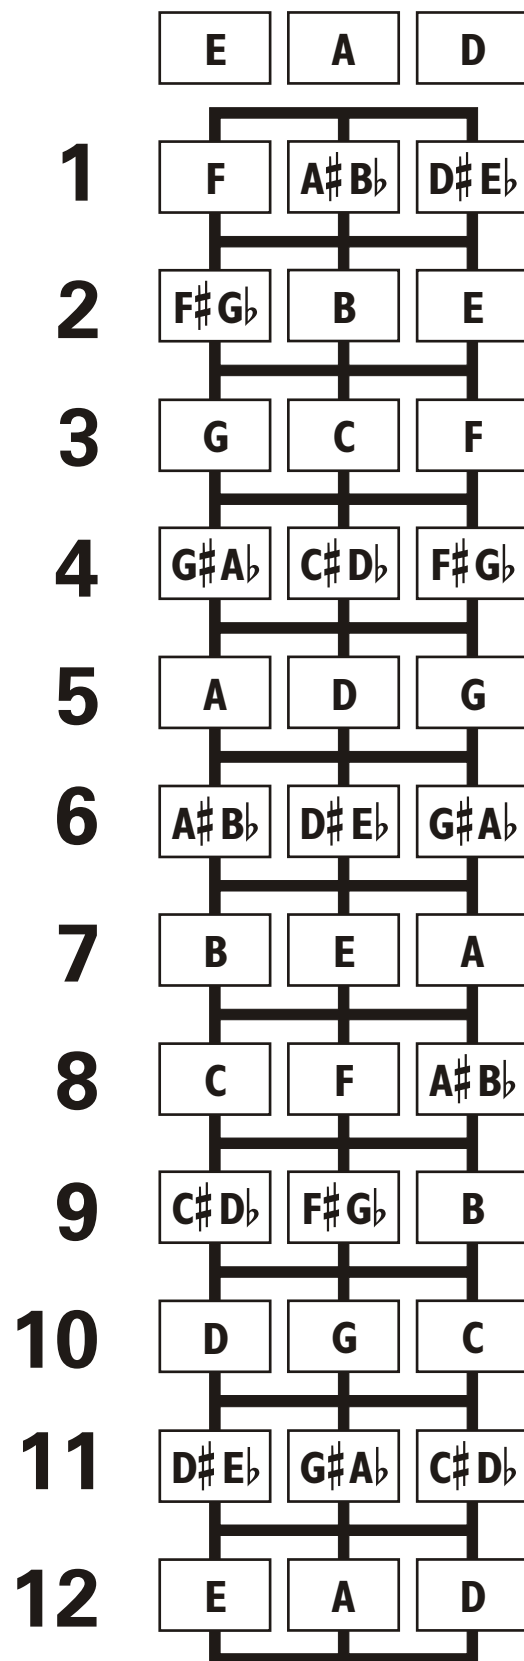 E A D
1 F A♯B♭ D♯E♭
2 F♯G♭ B E
3 G C F
4 G♯A♭ C♯D♭ F♯G♭
5 A D G
6 A♯B♭ D♯E♭ G♯A♭
7 B E A
8 C F A♯B♭
9 C♯D♭ F♯G♭ B
10 D G C
11 D♯E♭ G♯A♭ C♯D♭
12 E A D